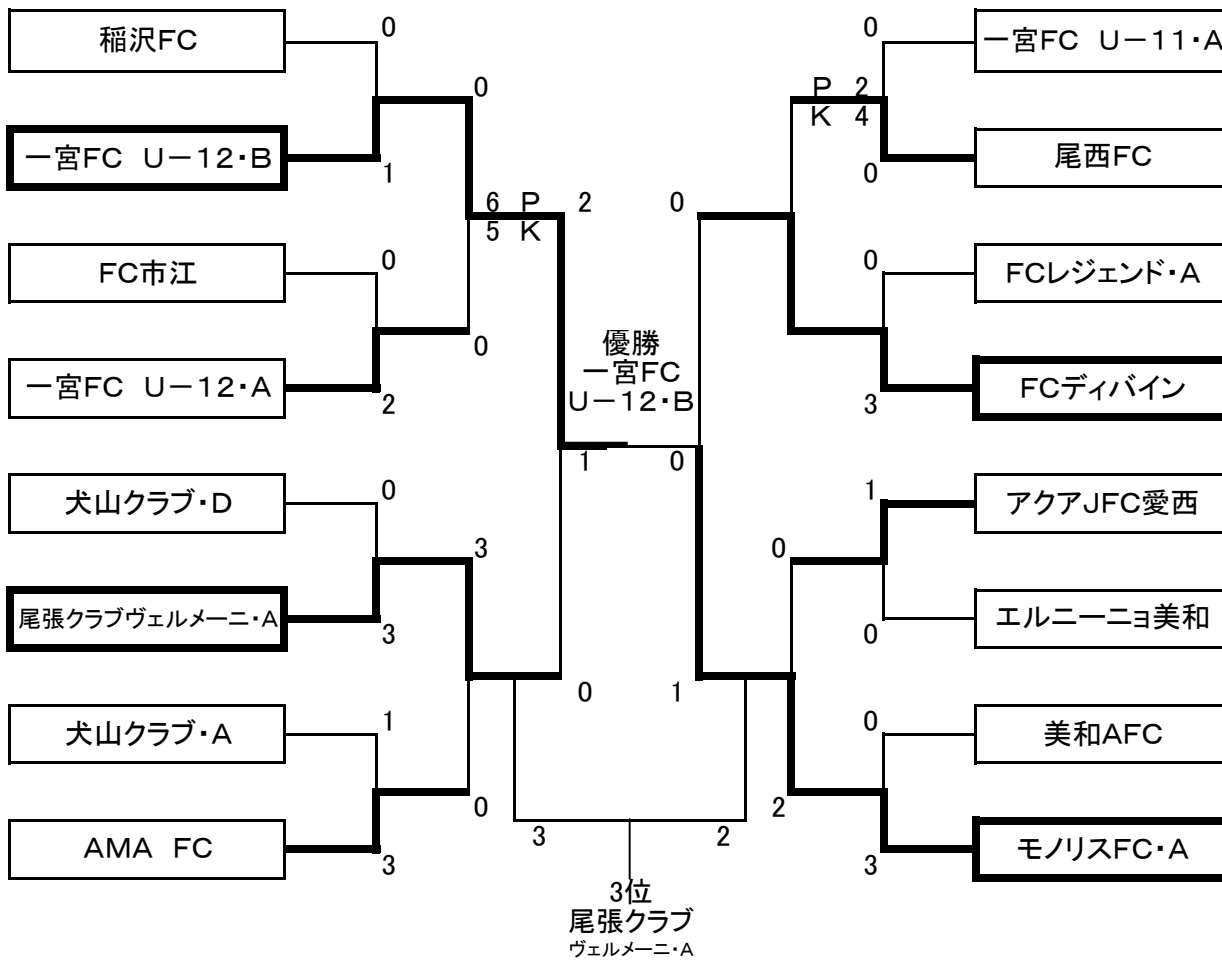 0
0
稲沢FC
一宮FC U-11・A
0
P 2
K 4
一宮FC U-12・B
尾西FC
1
0
6 P
5 K
2
0
0
0
FC市江
FCレジェンド・A
0
優勝
一宮FC
U-12・B
一宮FC U-12・A
FCディバイン
2
3
1
0
0
1
犬山クラブ・D
アクアJFC愛西
3
0
尾張クラブヴェルメーニ・A
エルニーニョ美和
3
0
0
1
1
0
犬山クラブ・A
美和AFC
0
2
3
2
AMA FC
モノリスFC・A
3
3
3位
尾張クラブ
ヴェルメーニ・A